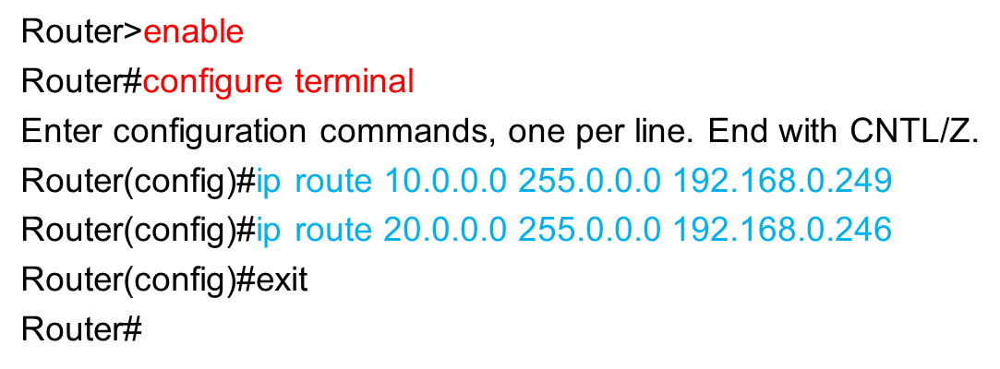 Router>enable
Router#configure terminal
Enter configuration commands, one per line. End with CNTL/Z.
Router(config)#ip route 10.0.0.0 255.0.0.0 192.168.0.249
Router(config)#ip route 20.0.0.0 255.0.0.0 192.168.0.246
Router(config)#exit
Router#